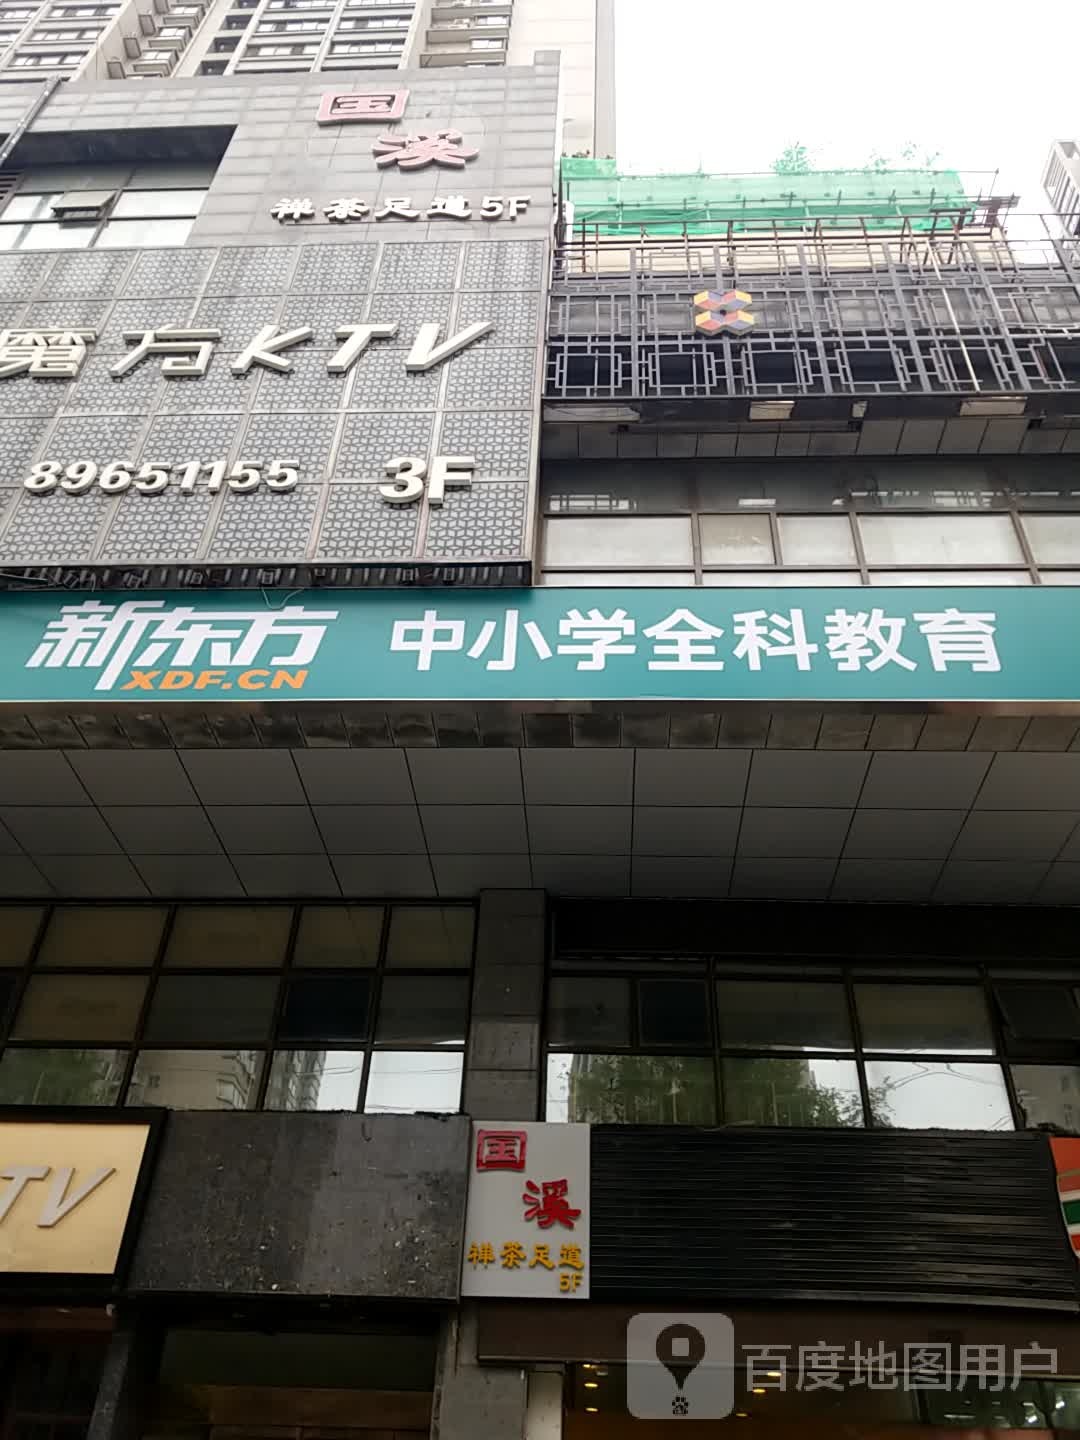 国
溪
禅茶足道5F
魔方KTV
89651155 3F
新东方 中小学全科教育
XDF.CN
TV
国
溪
禅茶足道
5F
百度地图用户